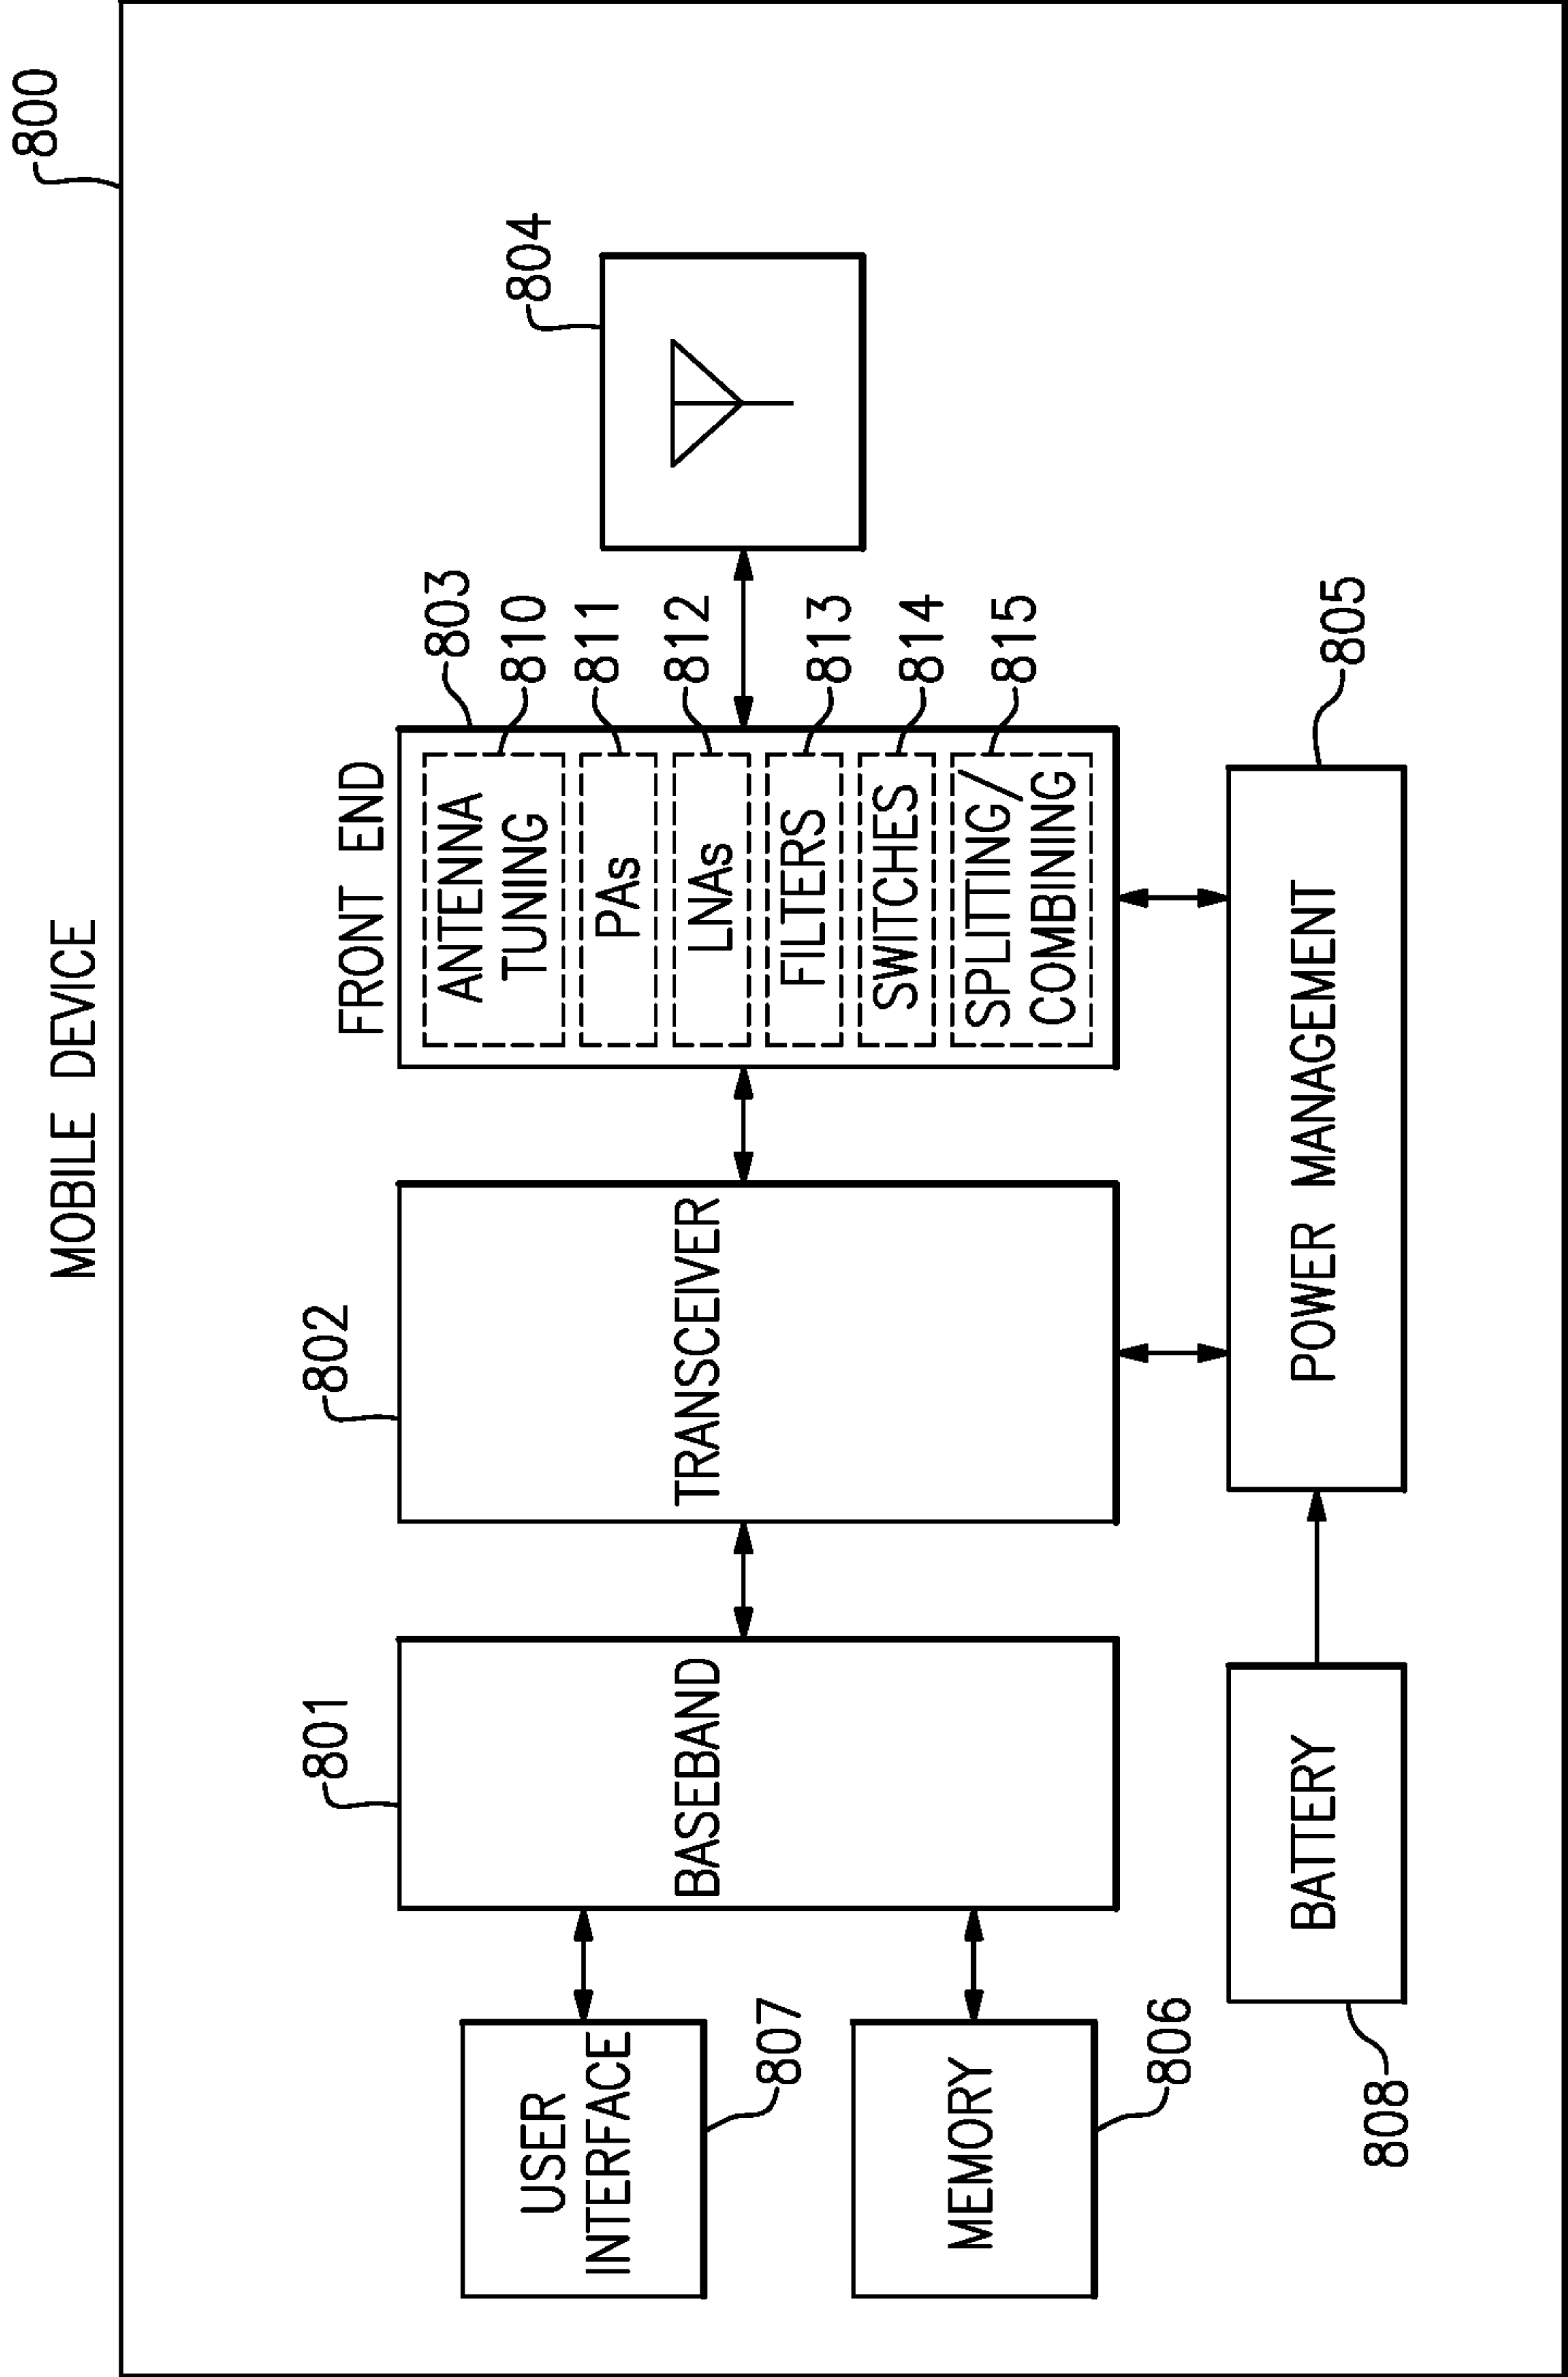 MOBILE DEVICE
800
801
802
FRONT END
803
804
USER
INTERFACE
807
BASEBAND
TRANSCEIVER
ANTENNA
TUNING
810
PAs
811
LNAs
812
FILTERS
813
SWITCHES
814
SPLITTING/
COMBINING
815
MEMORY
806
BATTERY
808
POWER MANAGEMENT
805